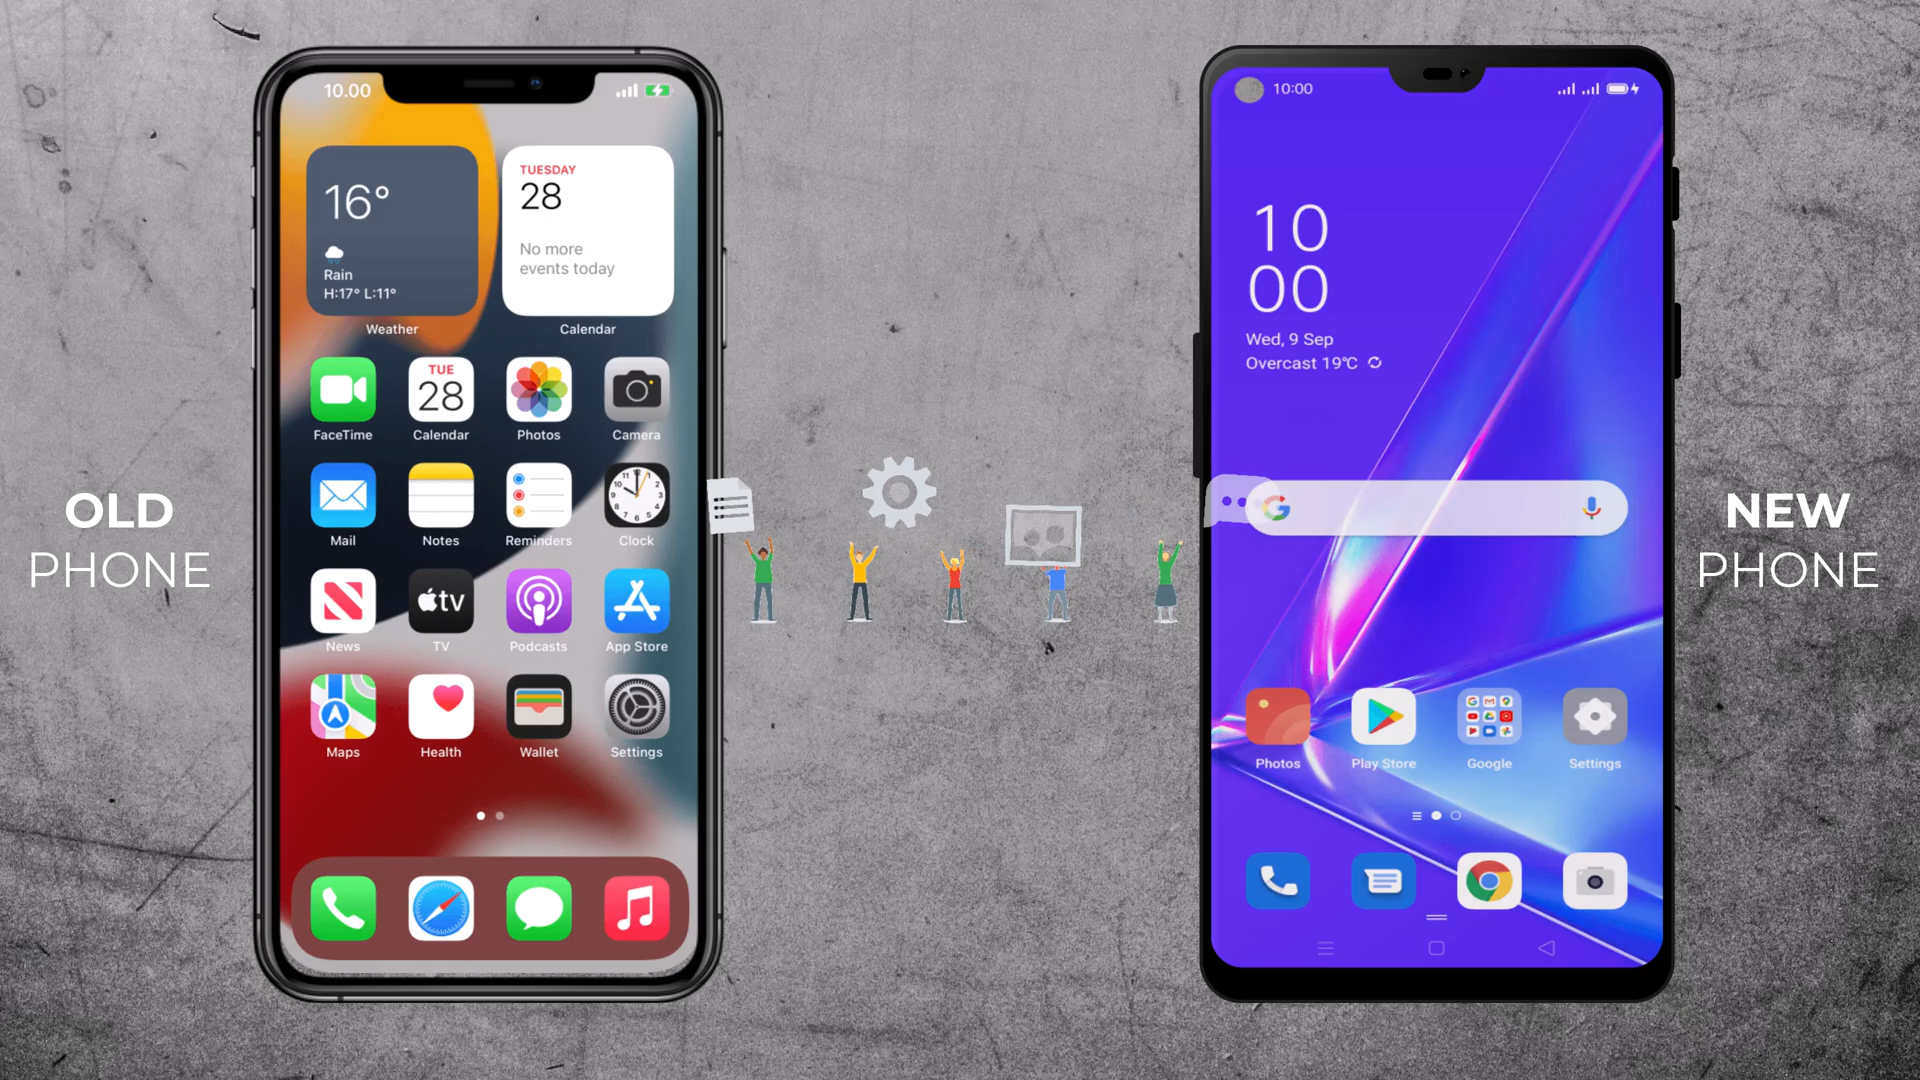 OLD
PHONE
10.00
16°
Rain
H:17° L:11°
Weather
TUESDAY
28
No more
events today
Calendar
FaceTime
TUE
28
Calendar
Photos
Camera
Mail
Notes
Reminders
Clock
News
tv
TV
Podcasts
App Store
Maps
Health
Wallet
Settings
10:00
10
00
Wed, 9 Sep
Overcast 19°C
Photos
Play Store
Google
Settings
NEW
PHONE